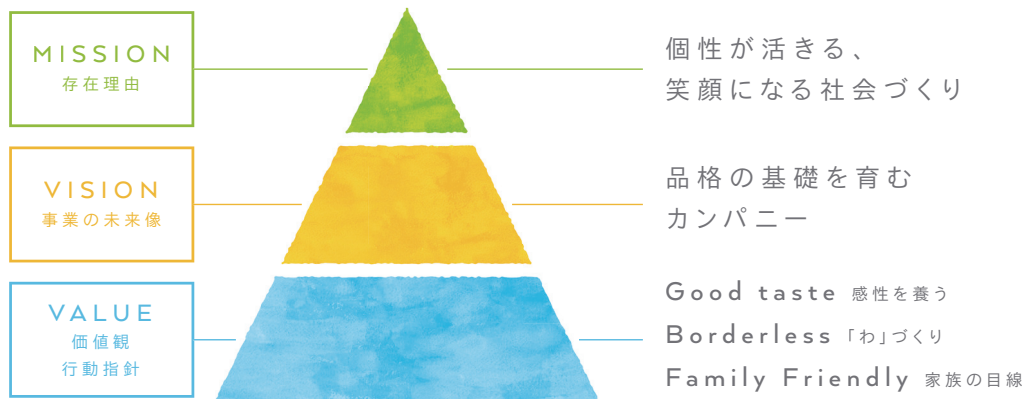 MISSION
存在理由
個性が活きる、
笑顔になる社会づくり
VISION
事業の未来像
品格の基礎を育む
カンパニー
VALUE
価値観
行動指針
Good taste 感性を養う
Borderless 「わ」づくり
Family Friendly 家族の目線